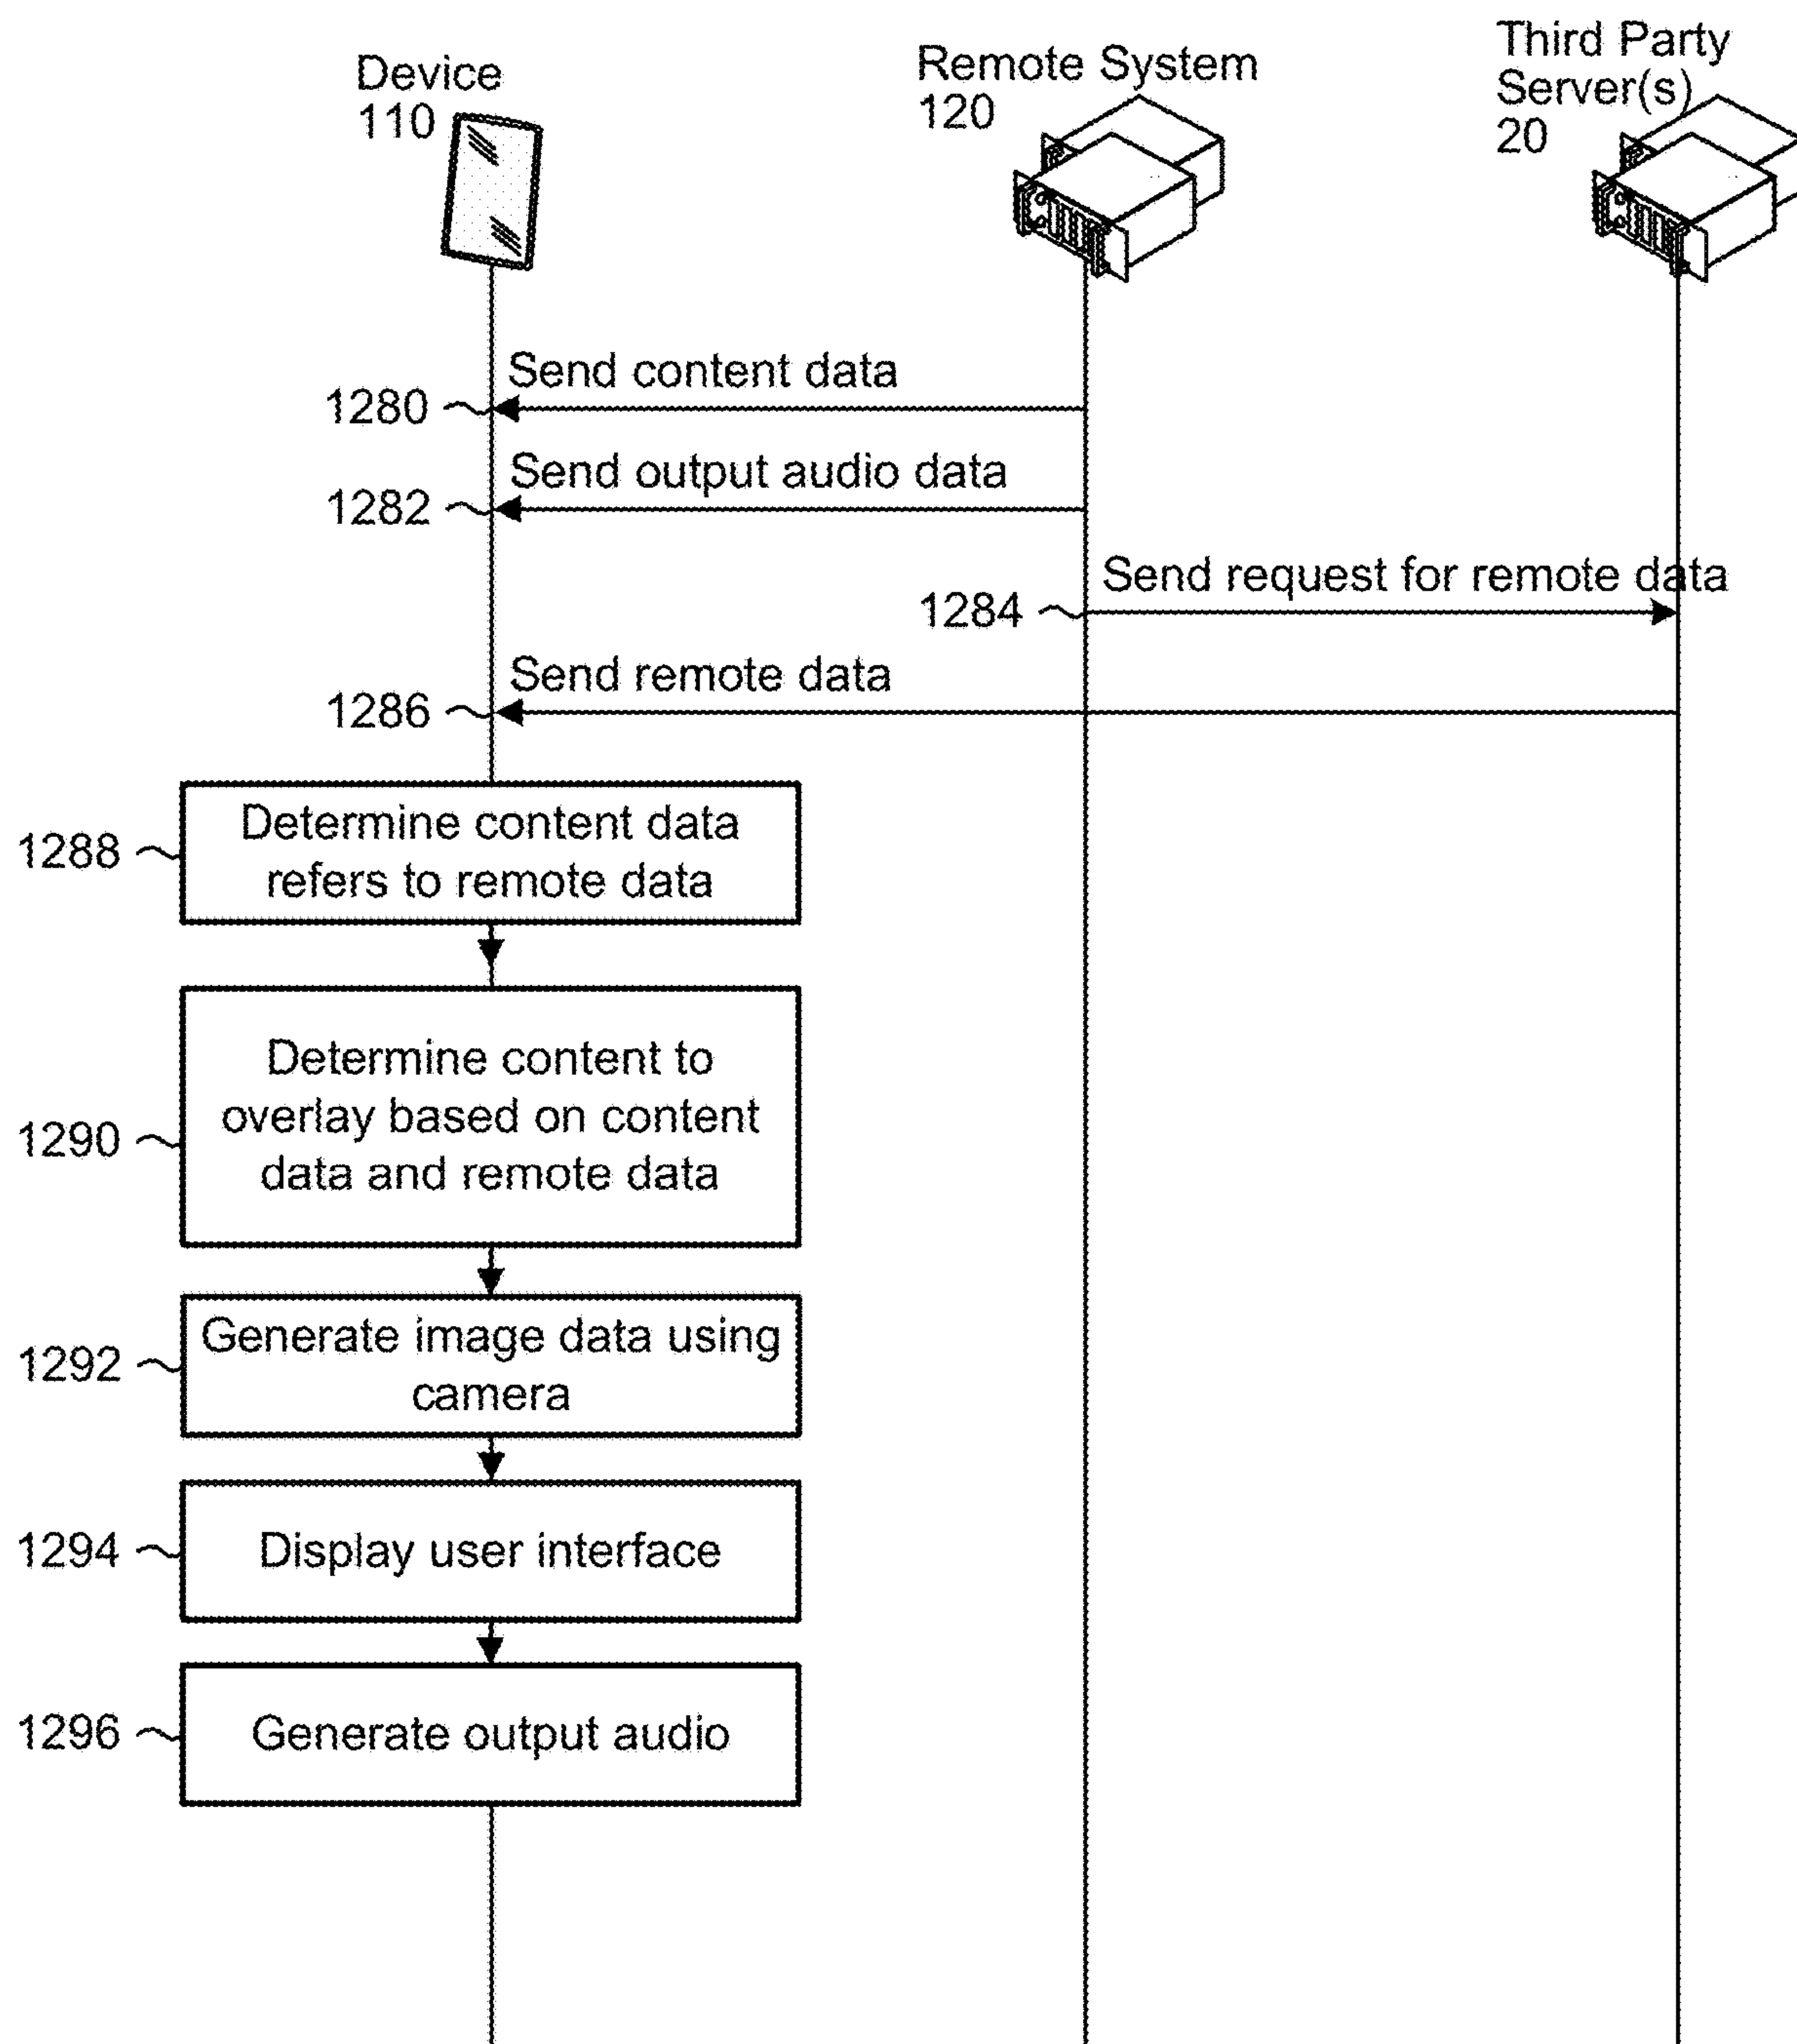 Device
110
Remote System
120
Third Party
Server(s)
20
Send content data
1280
Send output audio data
1282
Send request for remote data
1284
Send remote data
1286
1288
Determine content data
refers to remote data
1290
Determine content to
overlay based on content
data and remote data
1292
Generate image data using
camera
1294
Display user interface
1296
Generate output audio